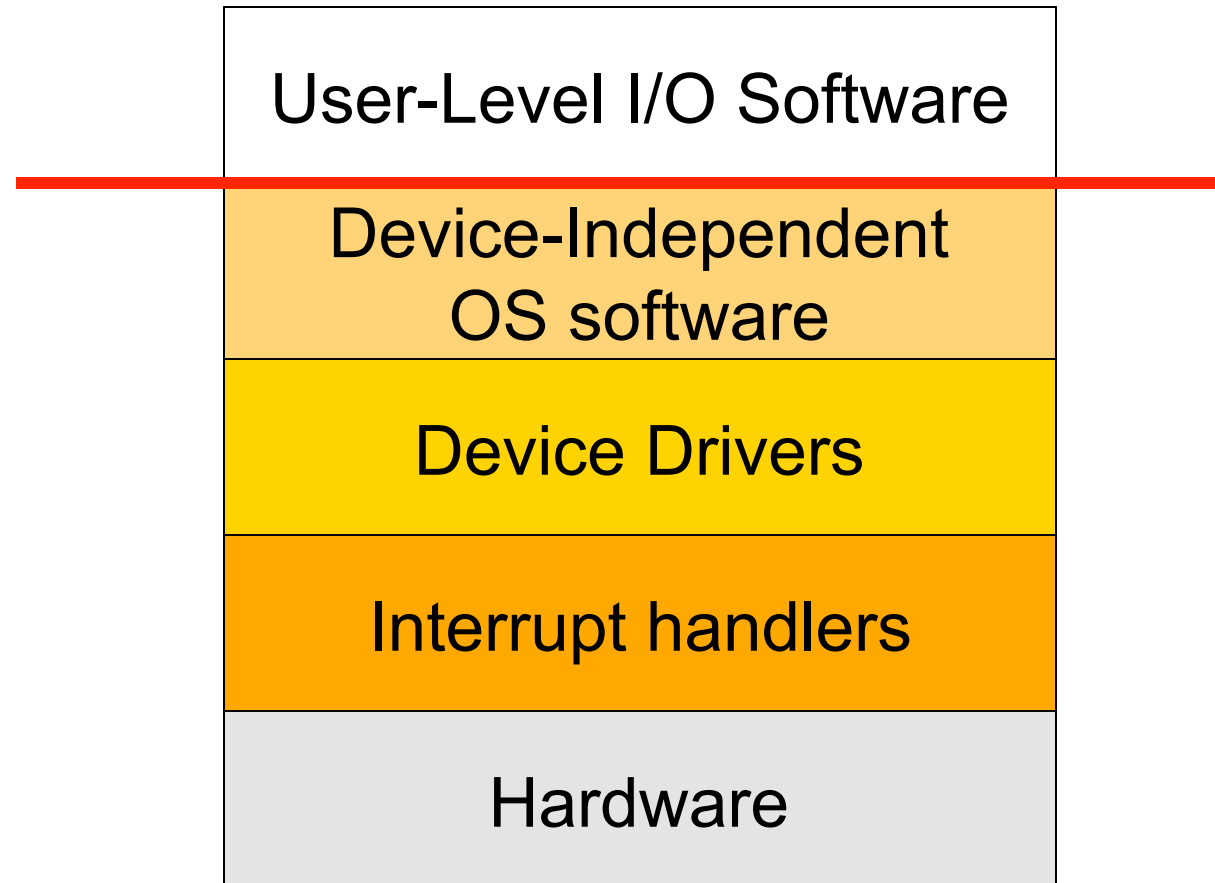 User-Level I/O Software
Device-Independent
OS software
Device Drivers
Interrupt handlers
Hardware